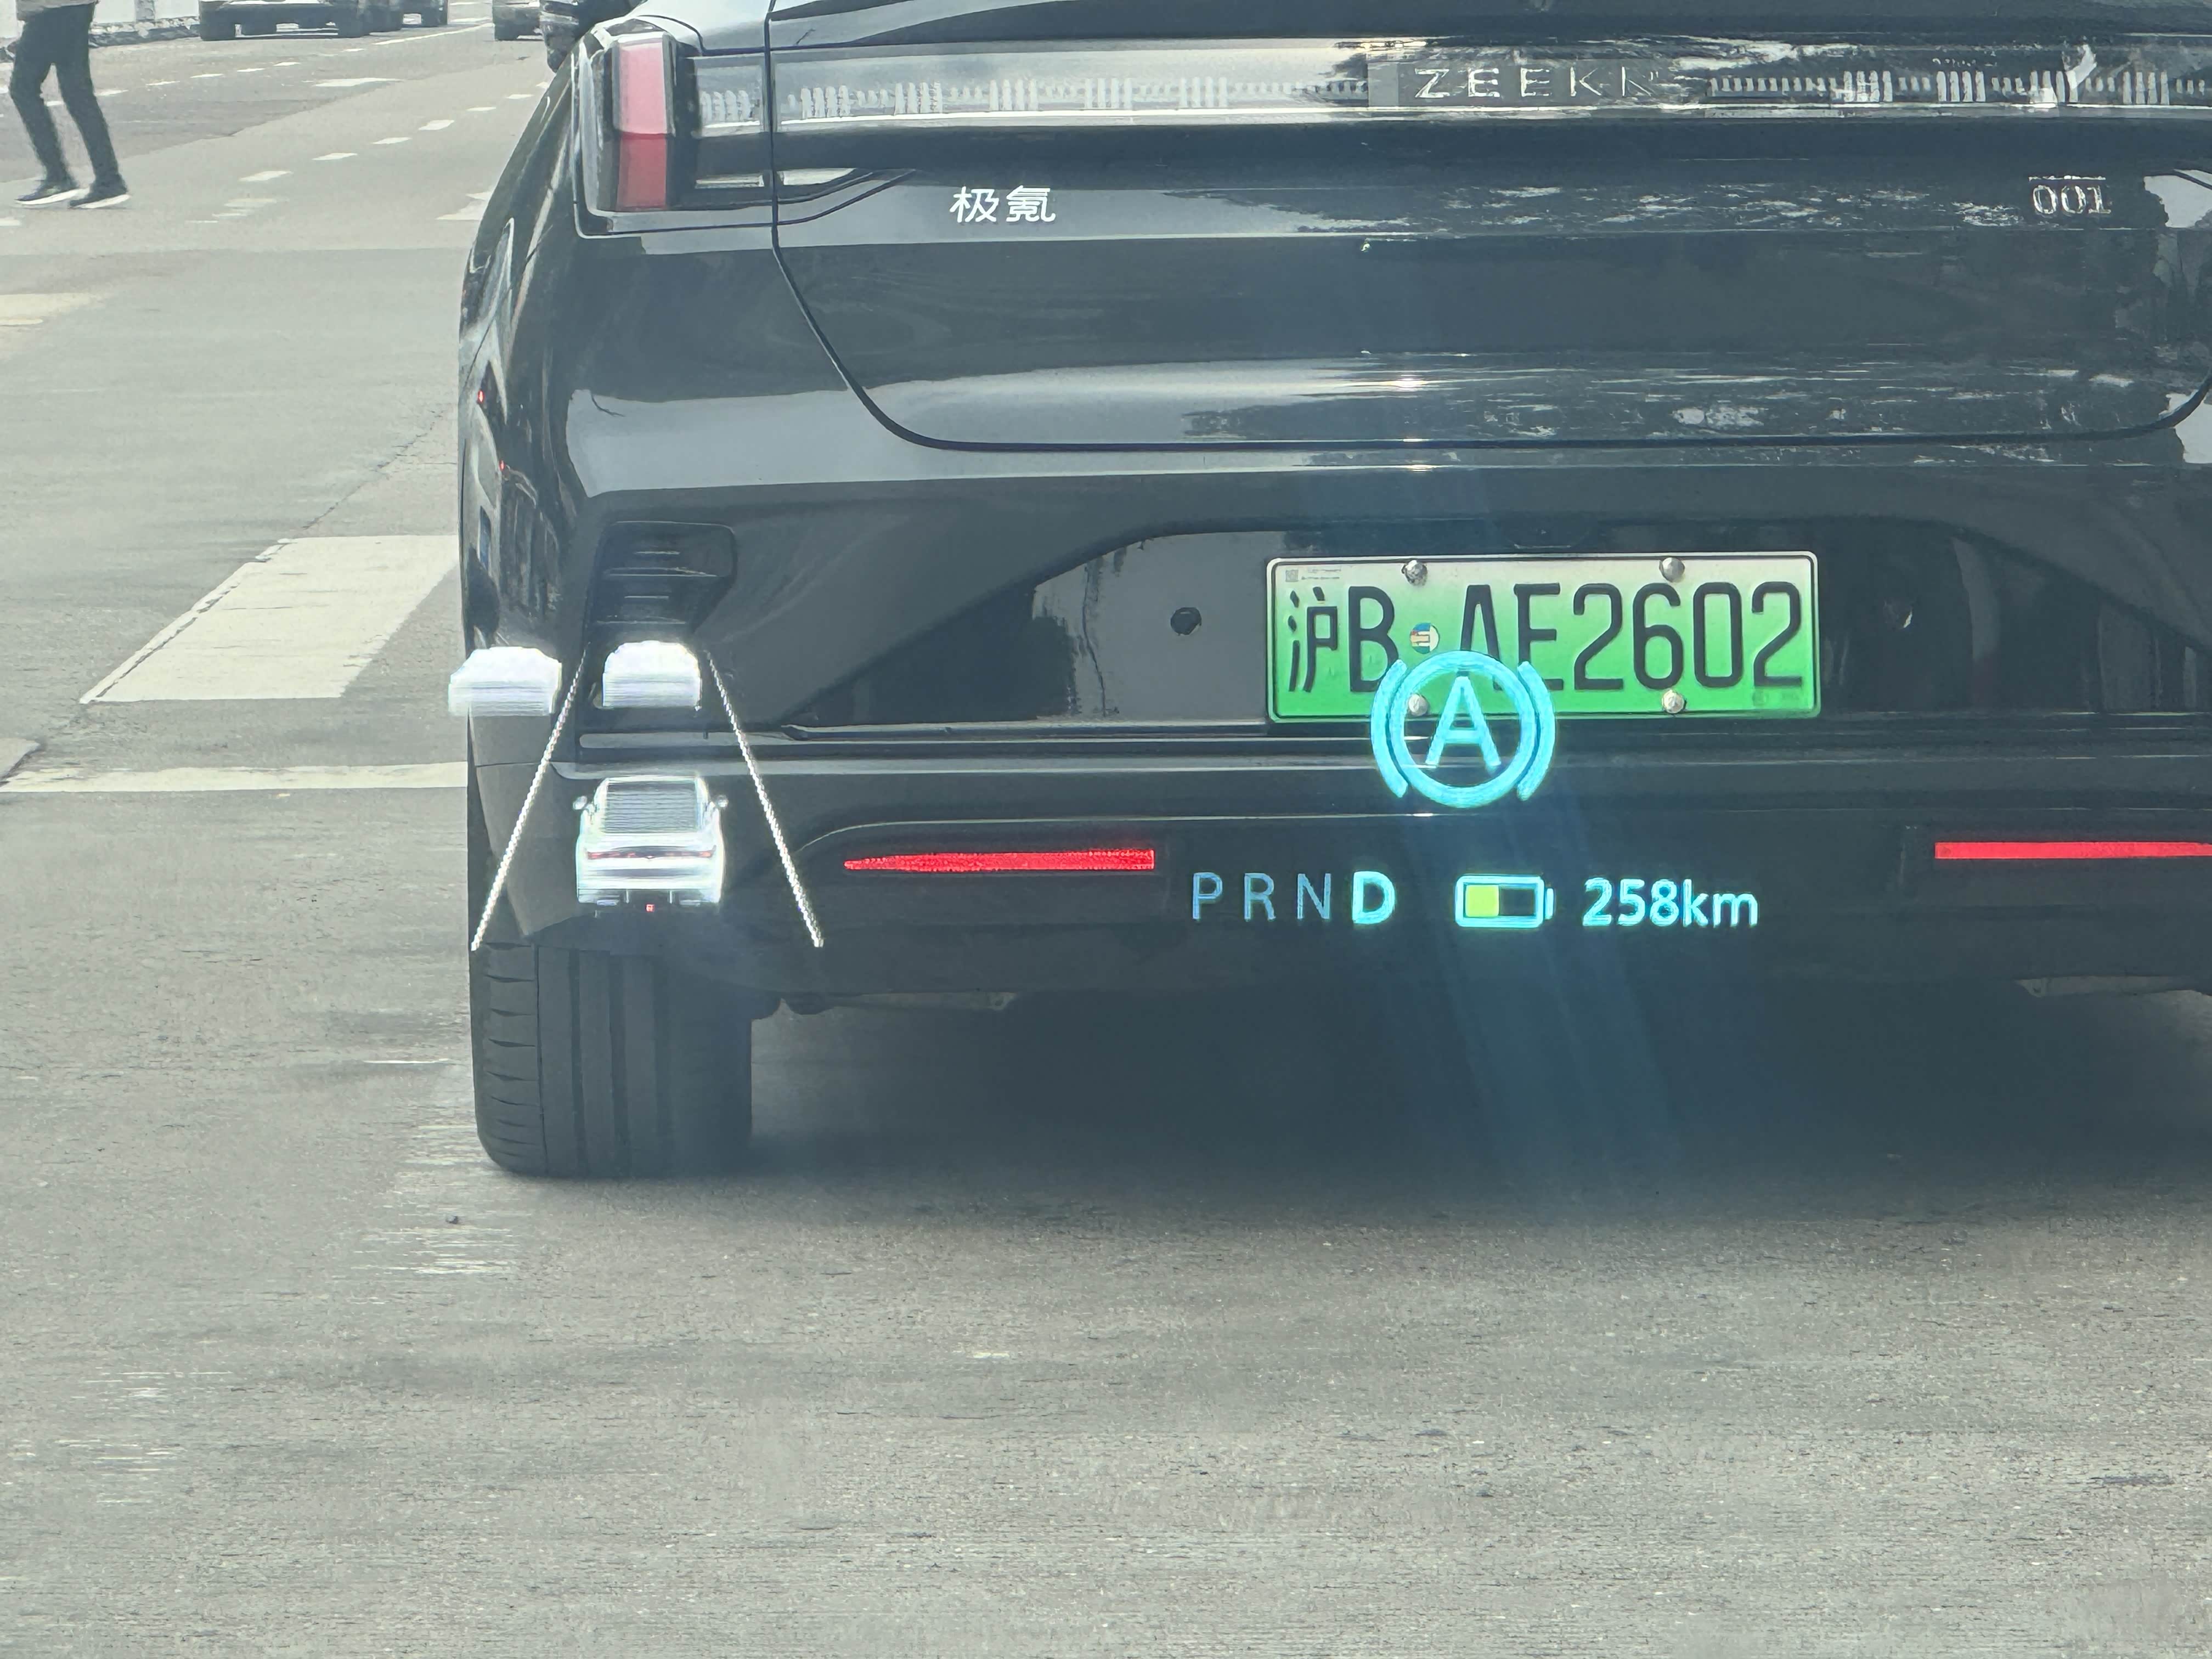 ZEEKR
极氪
001
沪B·AE2602
A
PRND 258km